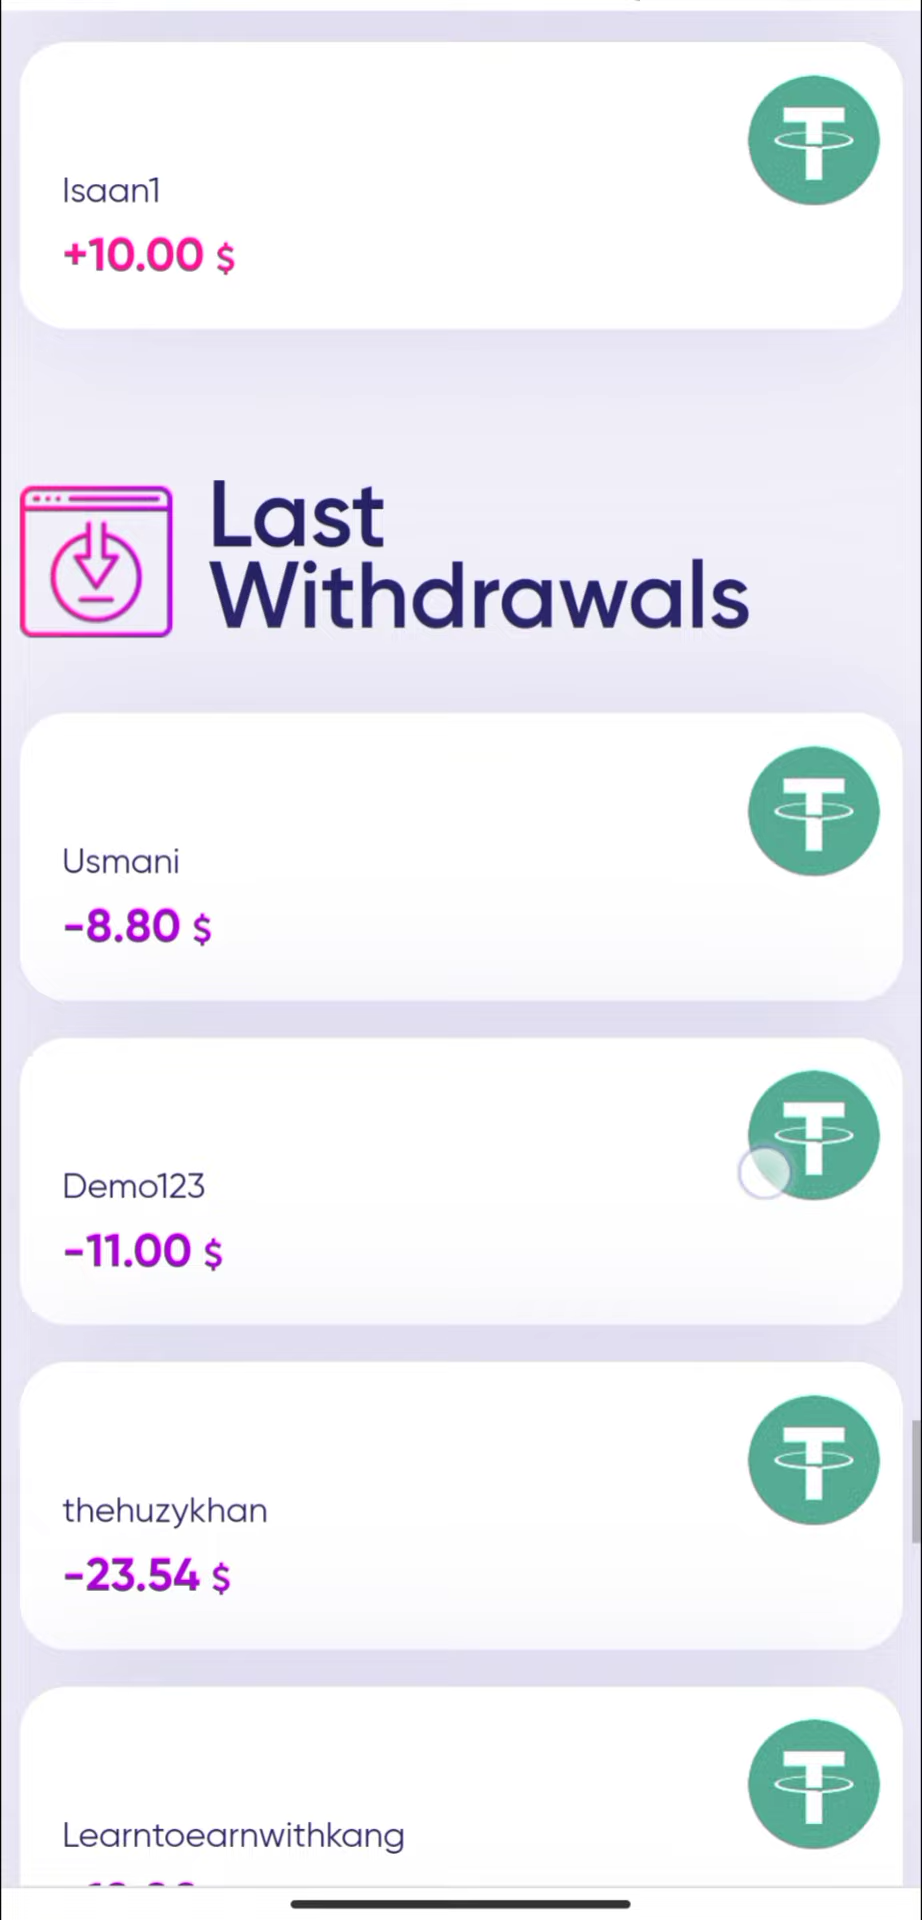 Isaan1
+10.00 $
Last
Withdrawals
Usmani
-8.80 $
Demo123
-11.00 $
thehuzykhan
-23.54 $
Learntoearnwithkang